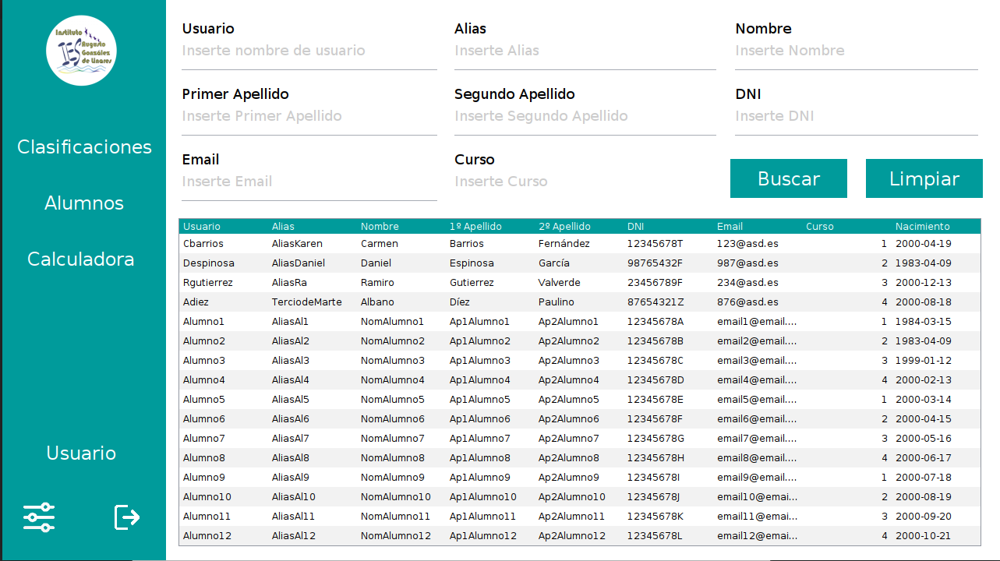 Instituto
IES Augusto
González
de Linares
Clasificaciones
Alumnos
Calculadora
Usuario
Usuario Alias Nombre
Inserte nombre de usuario Inserte Alias Inserte Nombre
Primer Apellido Segundo Apellido DNI
Inserte Primer Apellido Inserte Segundo Apellido Inserte DNI
Email Curso
Inserte Email Inserte Curso
Buscar Limpiar
Usuario Alias Nombre 1º Apellido 2º Apellido DNI Email Curso Nacimiento
Cbarrios AliasKaren Carmen Barrios Fernández 12345678T 123@asd.es 1 2000-04-19
Despinosa AliasDaniel Daniel Espinosa García 98765432F 987@asd.es 2 1983-04-09
Rgutierrez AliasRa Ramiro Gutierrez Valverde 23456789F 234@asd.es 3 2000-12-13
Adiez TerciodeMarte Albano Díez Paulino 87654321Z 876@asd.es 4 2000-08-18
Alumno1 AliasAl1 NomAlumno1 Ap1Alumno1 Ap2Alumno1 12345678A email1@email.... 1 1984-03-15
Alumno2 AliasAl2 NomAlumno2 Ap1Alumno2 Ap2Alumno2 12345678B email2@email.... 2 1983-04-09
Alumno3 AliasAl3 NomAlumno3 Ap1Alumno3 Ap2Alumno3 12345678C email3@email.... 3 1999-01-12
Alumno4 AliasAl4 NomAlumno4 Ap1Alumno4 Ap2Alumno4 12345678D email4@email.... 4 2000-02-13
Alumno5 AliasAl5 NomAlumno5 Ap1Alumno5 Ap2Alumno5 12345678E email5@email.... 1 2000-03-14
Alumno6 AliasAl6 NomAlumno6 Ap1Alumno6 Ap2Alumno6 12345678F email6@email.... 2 2000-04-15
Alumno7 AliasAl7 NomAlumno7 Ap1Alumno7 Ap2Alumno7 12345678G email7@email.... 3 2000-05-16
Alumno8 AliasAl8 NomAlumno8 Ap1Alumno8 Ap2Alumno8 12345678H email8@email.... 4 2000-06-17
Alumno9 AliasAl9 NomAlumno9 Ap1Alumno9 Ap2Alumno9 12345678I email9@email.... 1 2000-07-18
Alumno10 AliasAl10 NomAlumno10 Ap1Alumno10 Ap2Alumno10 12345678J email10@emai... 2 2000-08-19
Alumno11 AliasAl11 NomAlumno11 Ap1Alumno11 Ap2Alumno11 12345678K email11@emai... 3 2000-09-20
Alumno12 AliasAl12 NomAlumno12 Ap1Alumno12 Ap2Alumno12 12345678L email12@emai... 4 2000-10-21